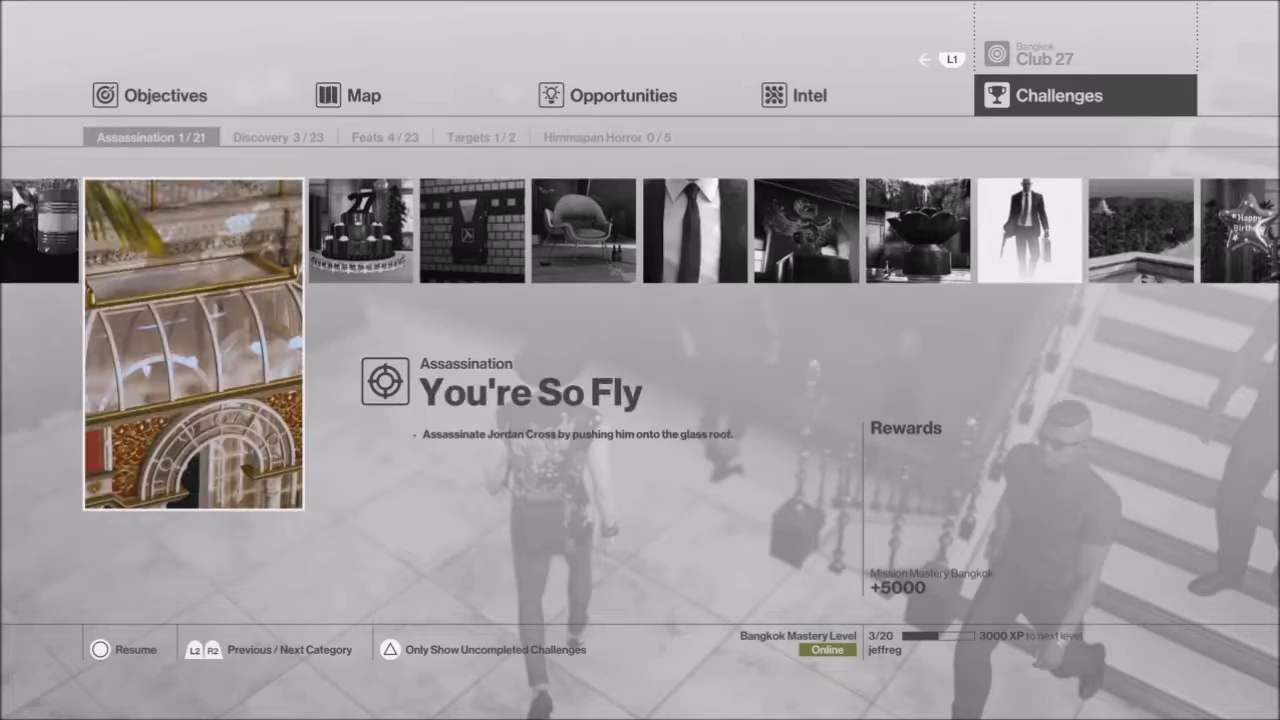 Bangkok
Club 27
L1
Objectives
Map
Opportunities
Intel
Challenges
Assassination 1 / 21
Discovery 3 / 23
Feats 4 / 23
Targets 1 / 2
Himmapan Horror 0 / 5
27
Happy
Birthday
Assassination
You're So Fly
- Assassinate Jordan Cross by pushing him onto the glass roof.
Rewards
Mission Mastery Bangkok
+5000
Resume
L2 R2 Previous / Next Category
Only Show Uncompleted Challenges
Bangkok Mastery Level
3/20
3000 XP to next level
Online
jeffreg